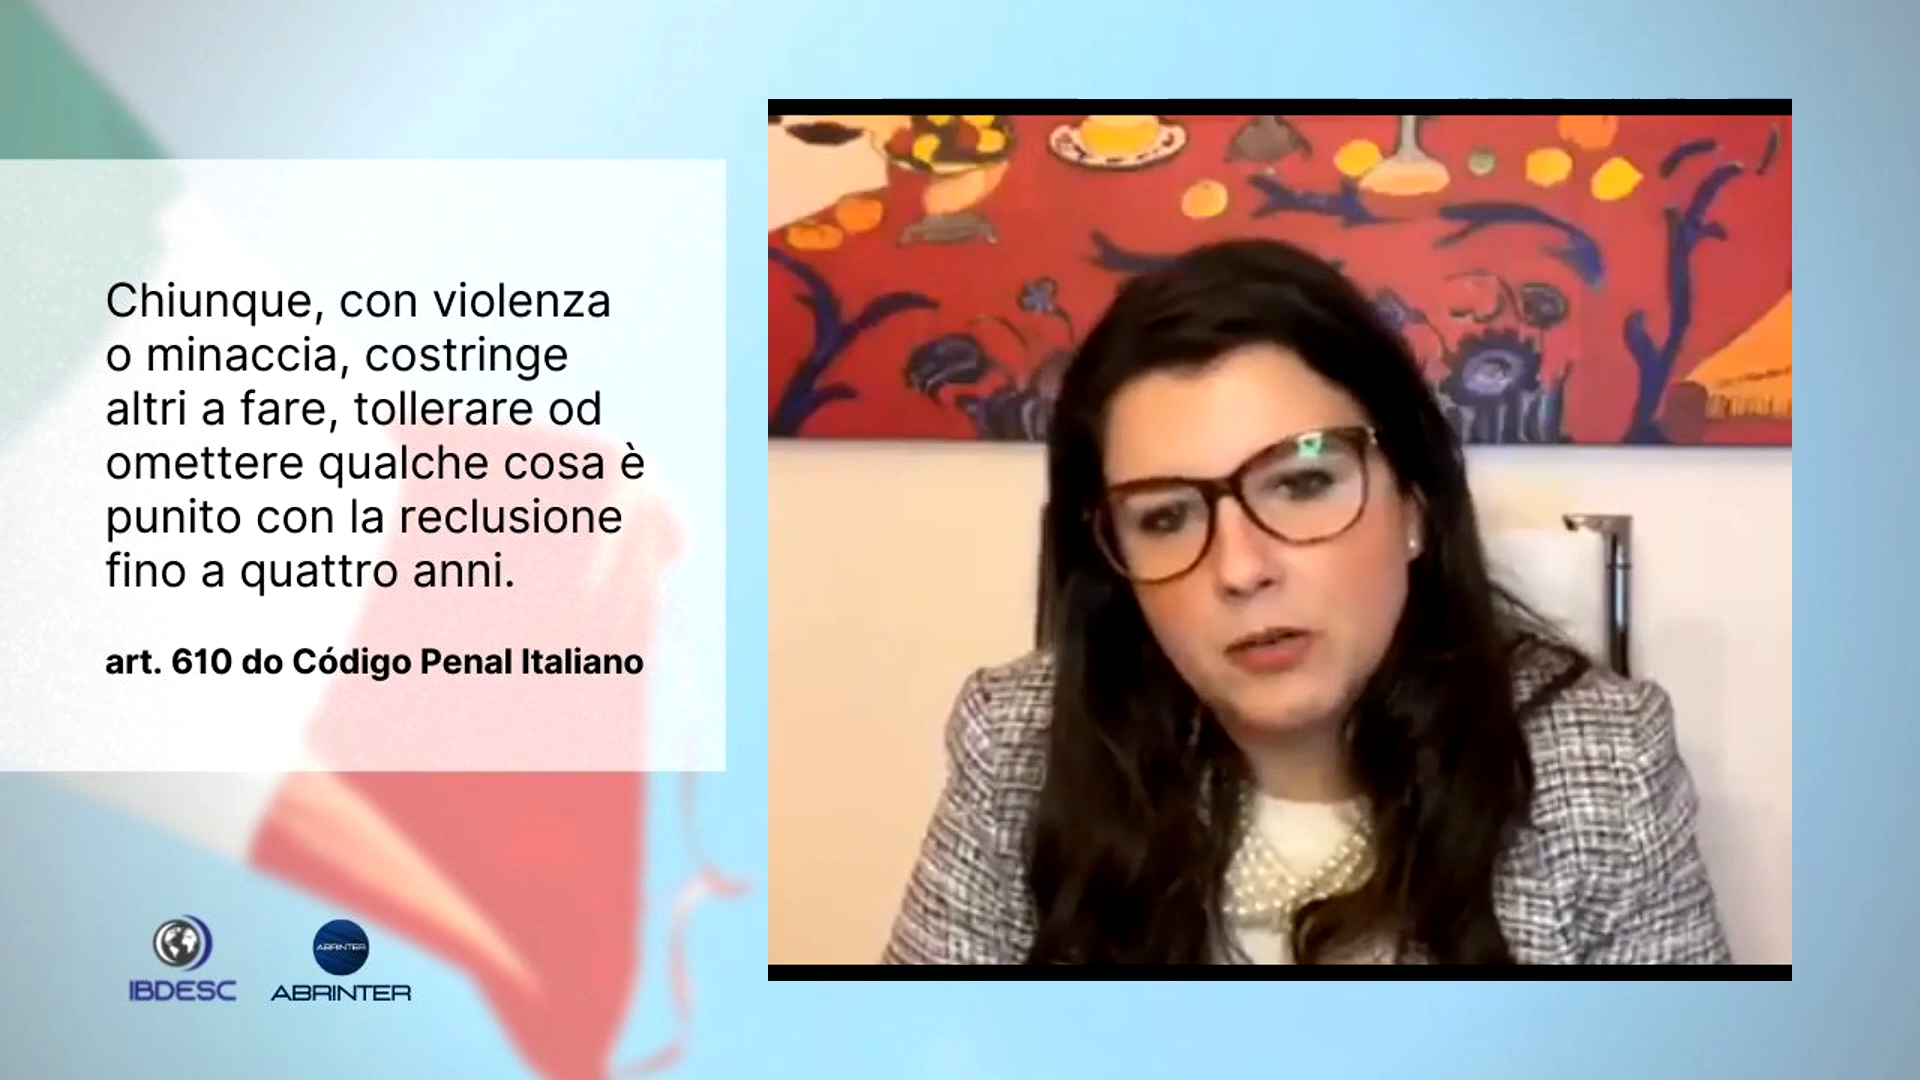 Chiunque, con violenza
o minaccia, costringe
altri a fare, tollerare od
omettere qualche cosa è
punito con la reclusione
fino a quattro anni.
art. 610 do Código Penal Italiano
ABRINTER
IBDESC
ABRINTER